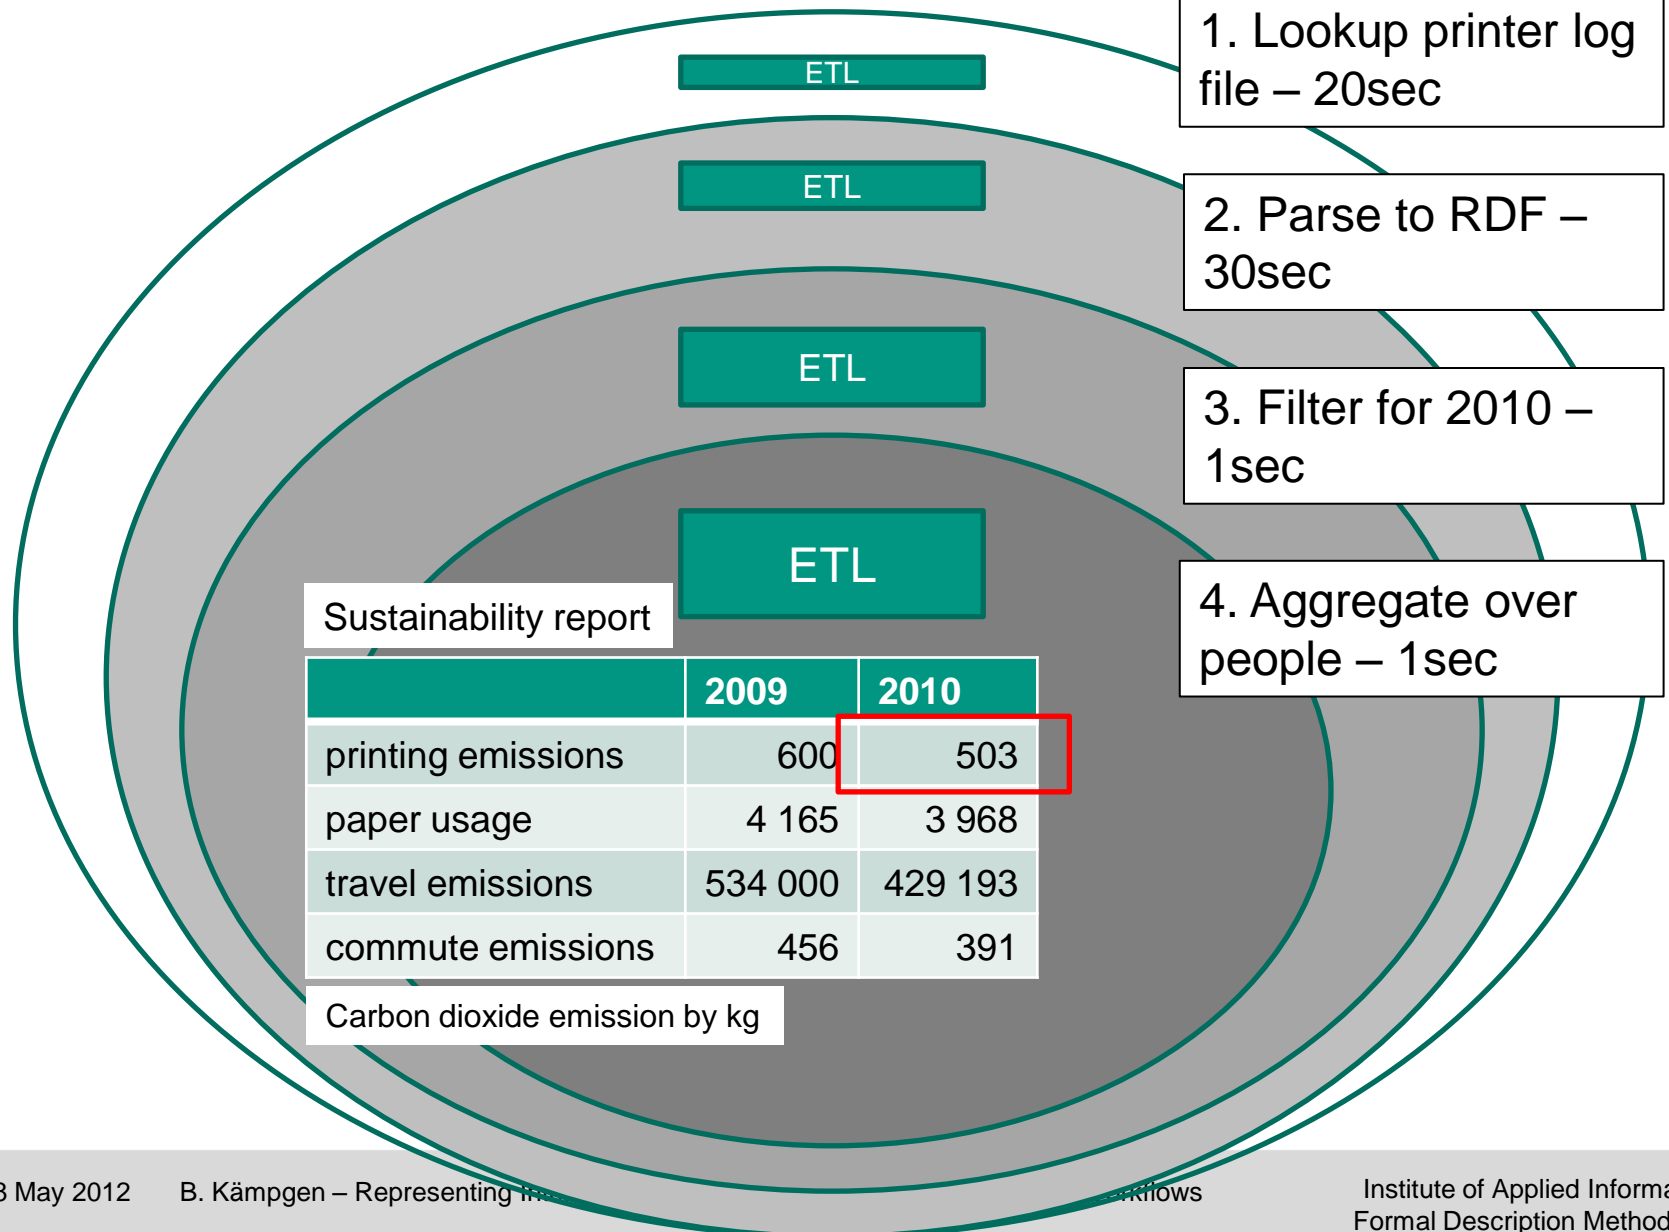 1. Lookup printer log
file – 20sec
ETL
2. Parse to RDF –
30sec
ETL
3. Filter for 2010 –
1sec
ETL
4. Aggregate over
people – 1sec
ETL
Sustainability report
2009 2010
printing emissions 600 503
paper usage 4 165 3 968
travel emissions 534 000 429 193
commute emissions 456 391
Carbon dioxide emission by kg
3 May 2012 B. Kämpgen – Representing
Institute of Applied Informa
Formal Description Method